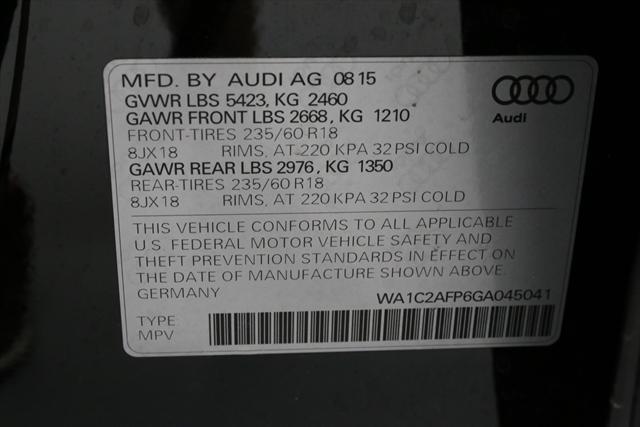 MFD. BY AUDI AG 08 15
GVWR LBS 5423, KG 2460
GAWR FRONT LBS 2668, KG 1210
FRONT-TIRES 235/60 R18
8JX18 RIMS, AT 220 KPA 32 PSI COLD
GAWR REAR LBS 2976, KG 1350
REAR-TIRES 235/60 R18
8JX18 RIMS, AT 220 KPA 32 PSI COLD
Audi
THIS VEHICLE CONFORMS TO ALL APPLICABLE
U.S. FEDERAL MOTOR VEHICLE SAFETY AND
THEFT PREVENTION STANDARDS IN EFFECT ON
THE DATE OF MANUFACTURE SHOWN ABOVE.
GERMANY WA1C2AFP6GA045041
TYPE:
MPV